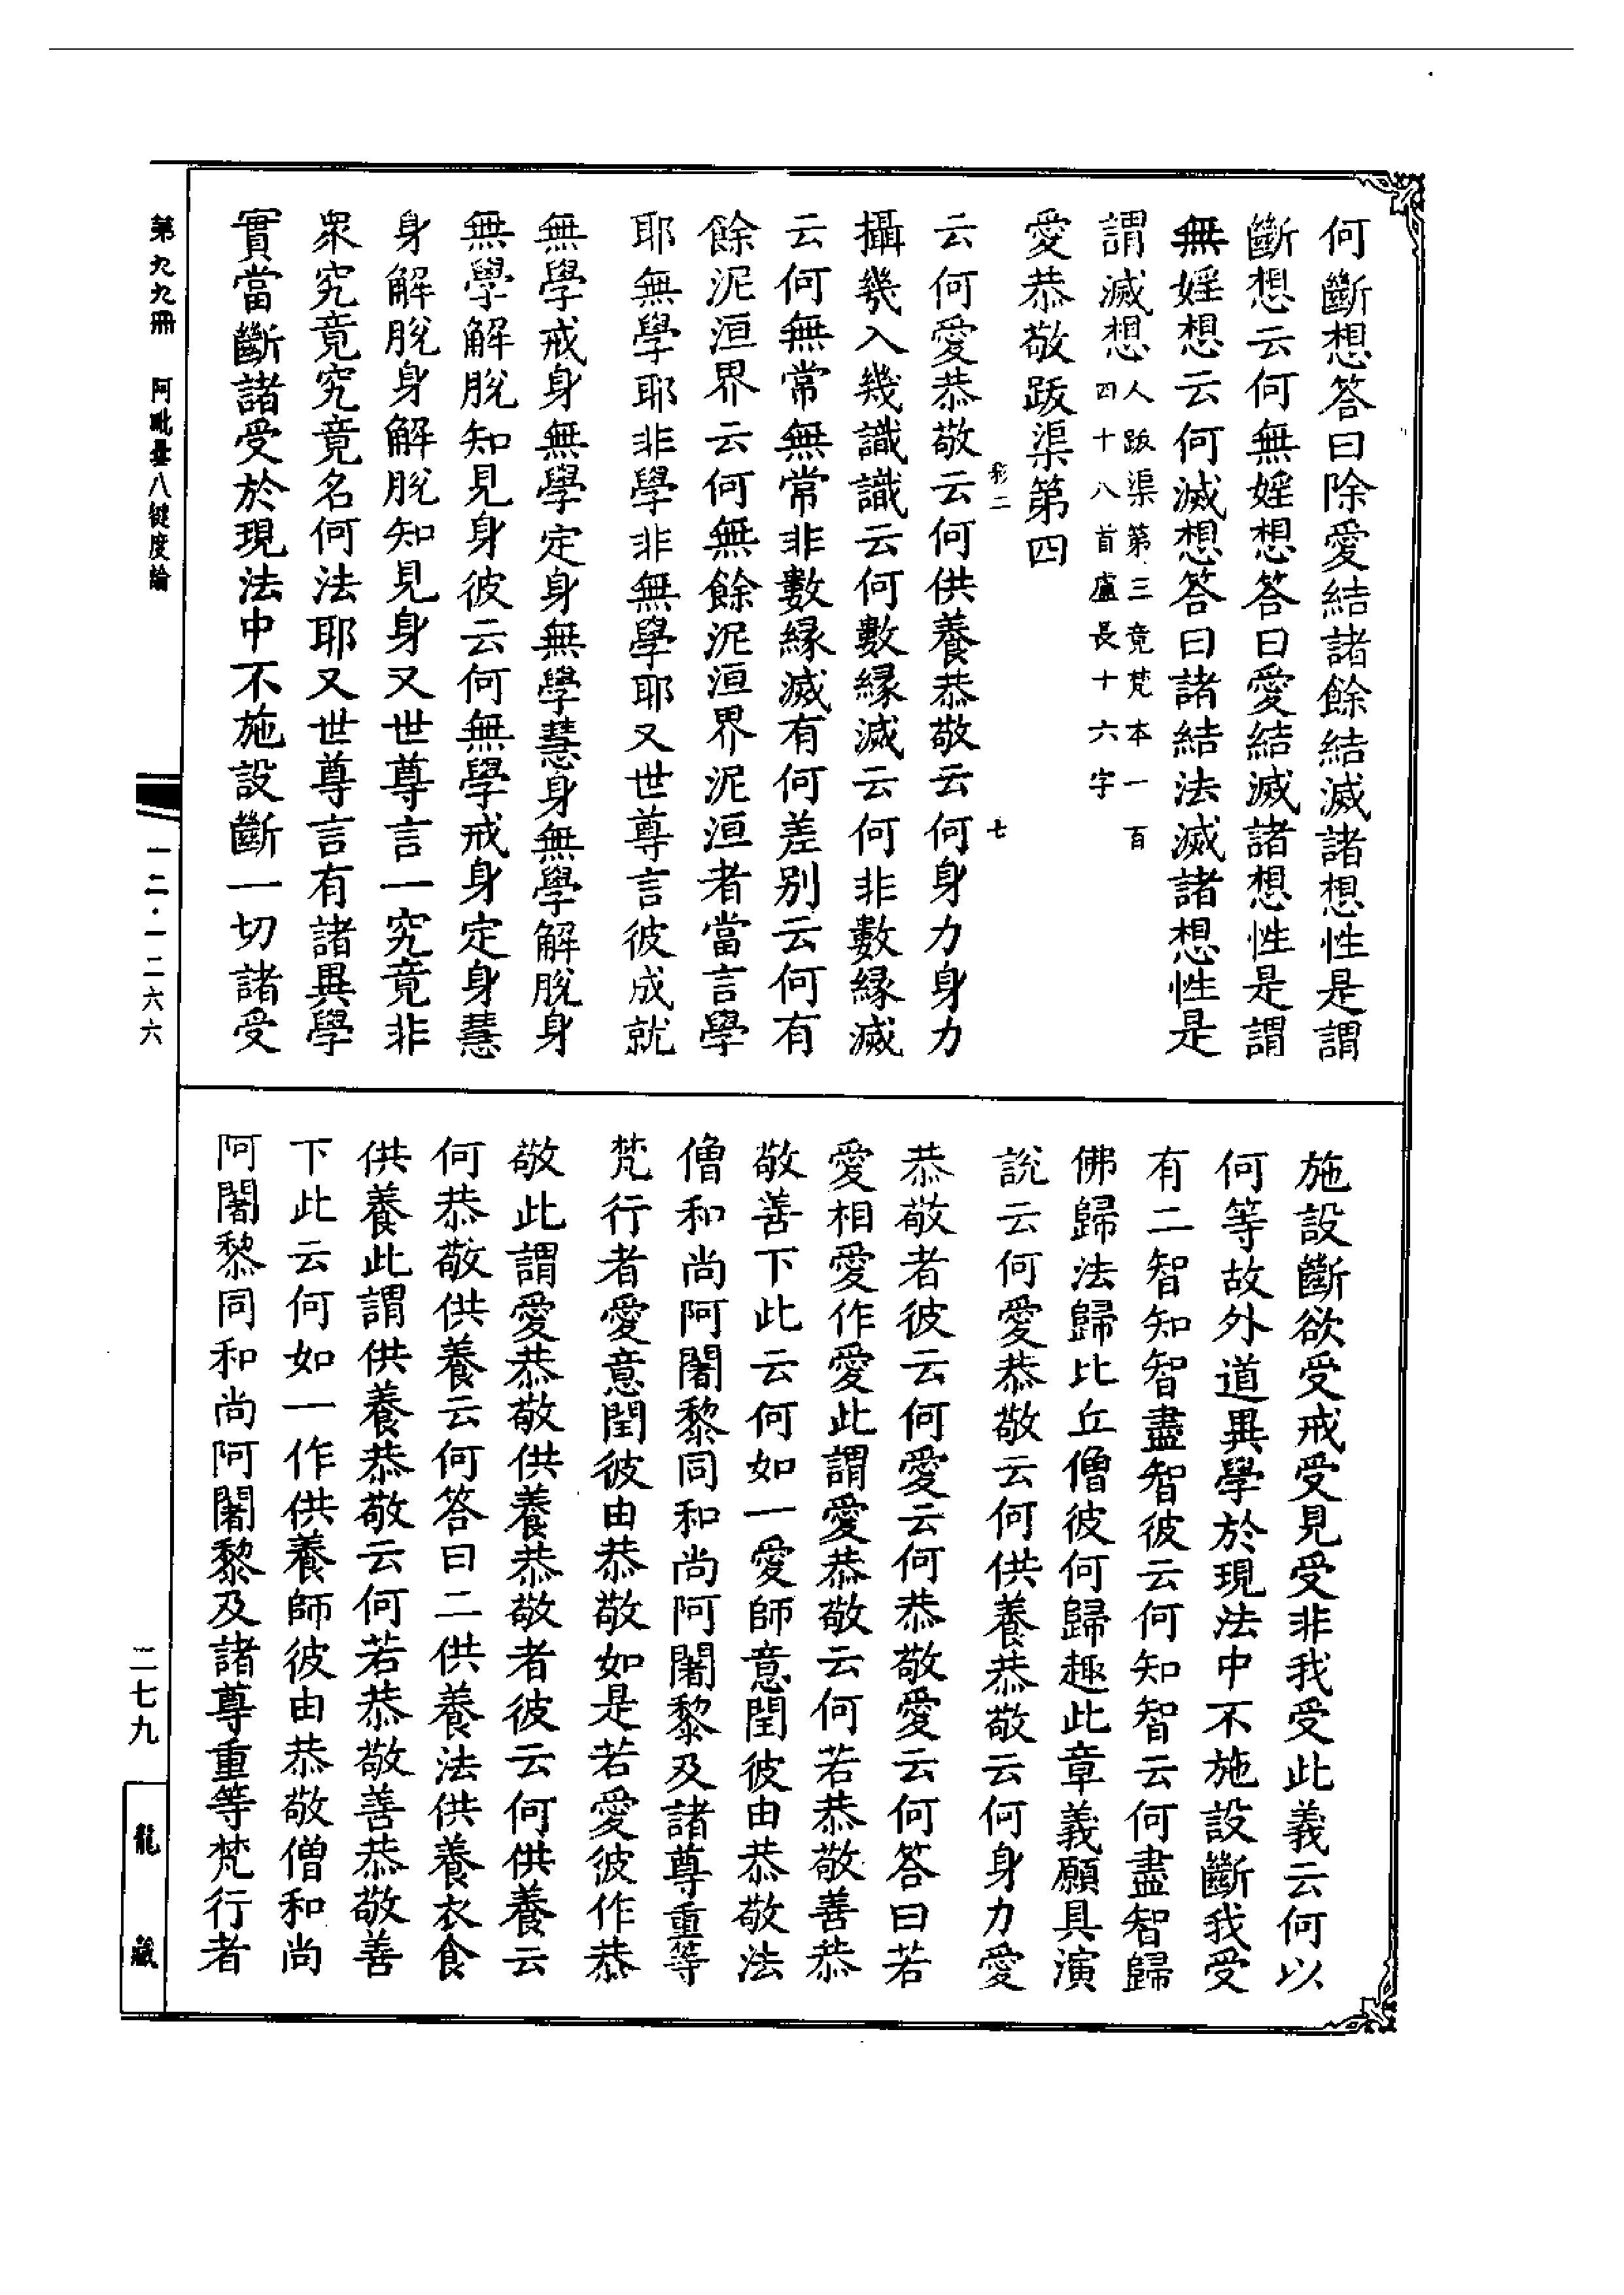 何斷想答曰除愛結諸餘結滅諸想性是謂
斷想云何無婬想答曰愛結滅諸想性是謂
無婬想云何滅想答曰諸結法滅諸想性是
謂滅想人跋渠第三竟梵本一百
四十八首盧長十六字
愛恭敬跋渠第四
二 七
云何愛恭敬云何供養恭敬云何身力身力
攝幾入幾識識云何數緣滅云何非數緣滅
云何無常無常非數緣滅有何差別云何有
餘泥洹界云何無餘泥洹界泥洹者當言學
耶無學耶非學非無學耶又世尊言彼成就
無學戒身無學定身無學慧身無學解脫身
無學解脫知見身彼云何無學戒身定身慧
身解脫身解脫知見身又世尊言一究竟非
眾究竟究竟名何法耶又世尊言有諸異學
實當斷諸受於現法中不施設斷一切諸受
施設斷欲受戒受見受非我受此義云何以
何等故外道異學於現法中不施設斷我受
有二智知智盡智彼云何知智云何盡智歸
佛歸法歸比丘僧彼何歸趣此章義願具演
說云何愛恭敬云何供養恭敬云何身力愛
恭敬者彼云何愛云何恭敬愛云何答曰若
愛相愛作愛此謂愛恭敬云何若恭敬善恭
敬善下此云何如一愛師意閏彼由恭敬法
僧和尚阿闍黎同和尚阿闍黎及諸尊重等
梵行者愛意閏彼由恭敬如是若愛彼作恭
敬此謂愛恭敬供養恭敬者彼云何供養云
何恭敬供養云何答曰二供養法供養衣食
供養此謂供養恭敬云何若恭敬善恭敬善
下此云何如一作供養師彼由恭敬僧和尚
阿闍黎同和尚阿闍黎及諸尊重等梵行者
第九九冊 阿毗曇八犍度論
一二·一二六六
二七九
龍藏